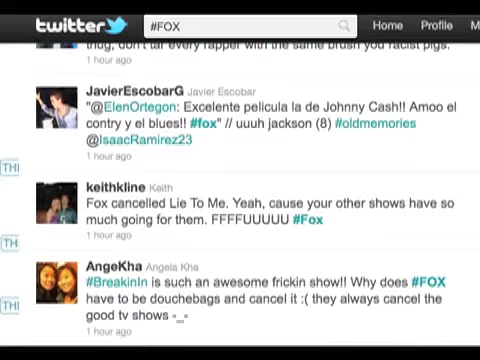 twitter
#FOX
Home Profile M
thug, don't tar every rapper with the same brush you racist pigs.
1 hour ago
JavierEscobarG Javier Escobar
"@ElenOrtegon: Excelente pelicula la de Johnny Cash!! Amoo el
contry y el blues!! #fox" // uuuh jackson (8) #oldmemories
@IsaacRamirez23
1 hour ago
THI
keithkline Keith
Fox cancelled Lie To Me. Yeah, cause your other shows have so
much going for them. FFFFUUUUU #Fox
1 hour ago
TH
AngeKha Angela Kha
#BreakinIn is such an awesome frickin show!! Why does #FOX
have to be douchebags and cancel it :( they always cancel the
good tv shows -_-
1 hour ago
THI